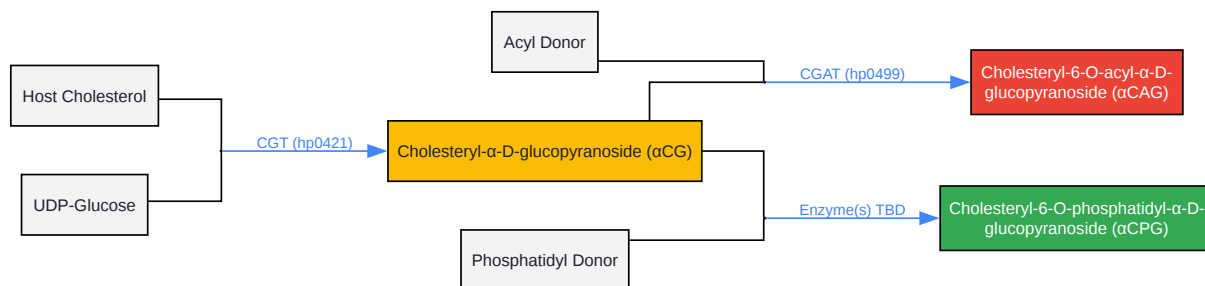 Acyl Donor
Host Cholesterol
CGAT (hp0499)
Cholesteryl-6-O-acyl-α-D-
glucopyranoside (αCAG)
CGT (hp0421)
Cholesteryl-α-D-glucopyranoside (αCG)
UDP-Glucose
Enzyme(s) TBD
Cholesteryl-6-O-phosphatidyl-α-D-
glucopyranoside (αCPG)
Phosphatidyl Donor